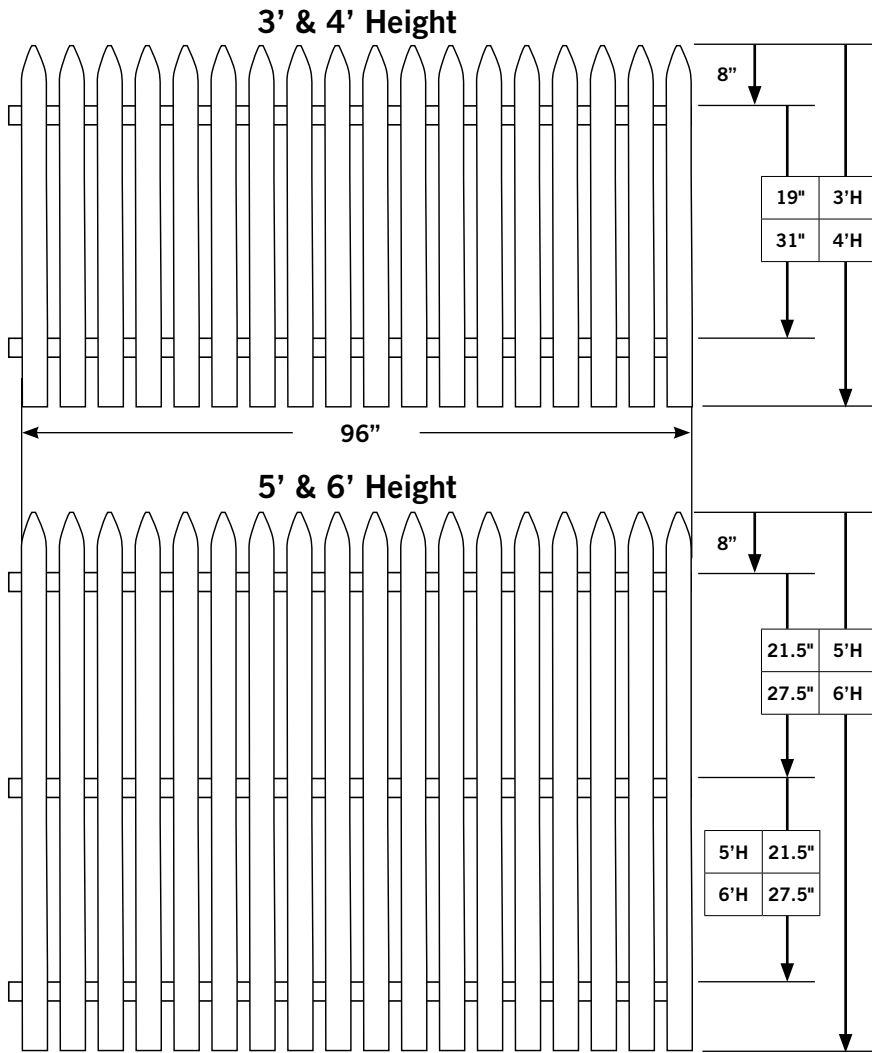 3’ & 4’ Height
8”
19" 3’H
31" 4’H
96”
5’ & 6’ Height
8”
21.5" 5’H
27.5" 6’H
5’H 21.5"
6’H 27.5"